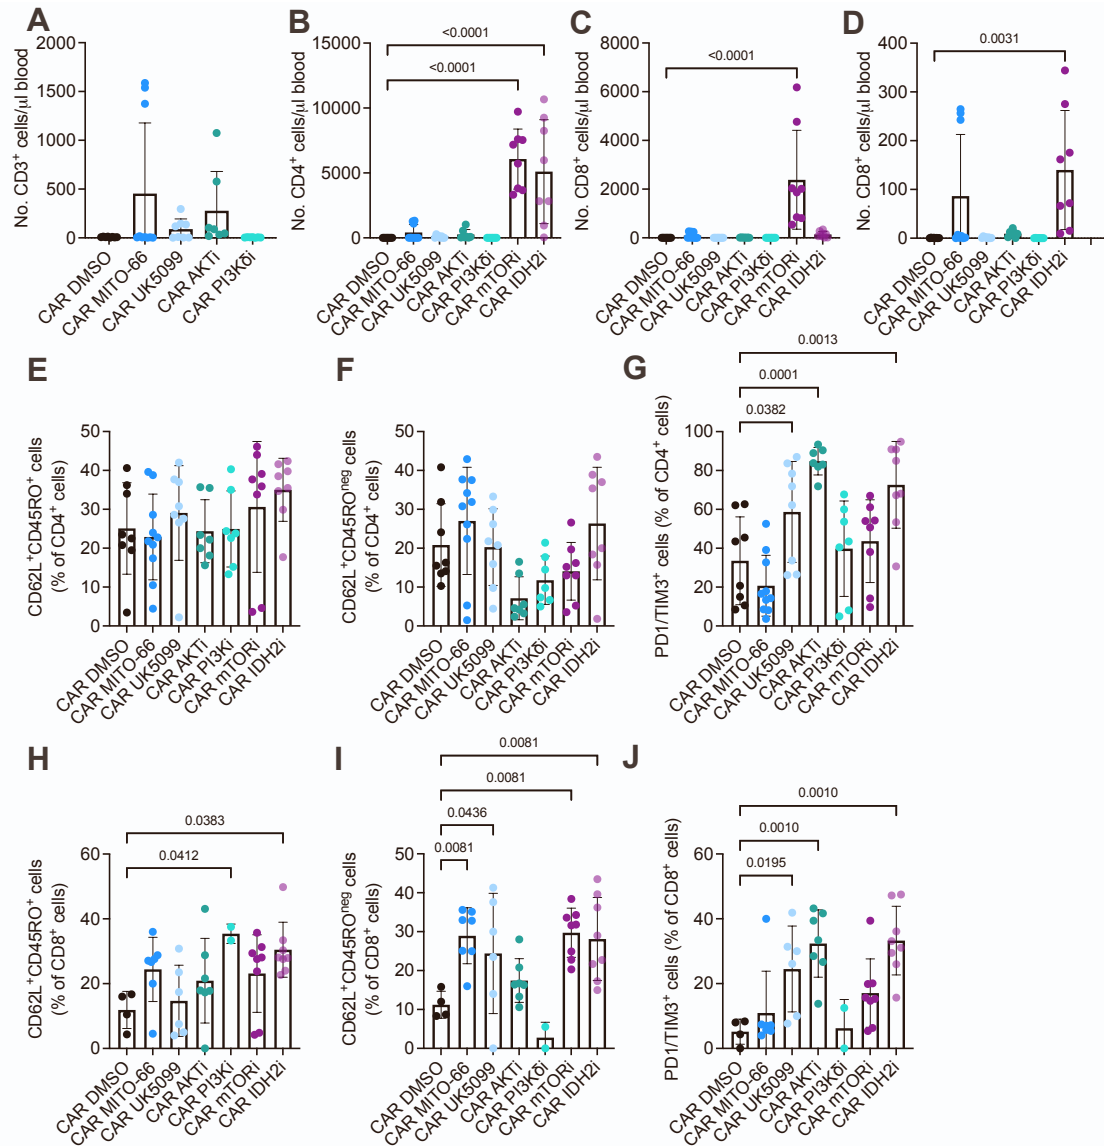 A
No. CD3+ cells/µl blood
2000
1500
1000
500
0
CAR DMSO
CAR MITO-66
CAR UK5099
CAR AKTi
CAR PI3Kδi
B
No. CD4+ cells/µl blood
15000
10000
5000
0
<0.0001
<0.0001
CAR DMSO
CAR MITO-66
CAR UK5099
CAR AKTi
CAR PI3Kδi
CAR mTORi
CAR IDH2i
C
No. CD8+ cells/µl blood
8000
6000
4000
2000
0
<0.0001
CAR DMSO
CAR MITO-66
CAR UK5099
CAR AKTi
CAR PI3Kδi
CAR mTORi
CAR IDH2i
D
No. CD8+ cells/µl blood
400
300
200
100
0
0.0031
CAR DMSO
CAR MITO-66
CAR UK5099
CAR AKTi
CAR PI3Kδi
CAR IDH2i
E
CD62L+CD45RO+ cells
(% of CD4+ cells)
50
40
30
20
10
0
CAR DMSO
CAR MITO-66
CAR UK5099
CAR AKTi
CAR PI3Ki
CAR mTORi
CAR IDH2i
F
CD62L+CD45ROneg cells
(% of CD4+ cells)
50
40
30
20
10
0
CAR DMSO
CAR MITO-66
CAR UK5099
CAR AKTi
CAR PI3Kδi
CAR mTORi
CAR IDH2i
G
PD1/TIM3+ cells (% of CD4+ cells)
100
80
60
40
20
0
0.0013
0.0001
0.0382
CAR DMSO
CAR MITO-66
CAR UK5099
CAR AKTi
CAR PI3Kδi
CAR mTORi
CAR IDH2i
H
CD62L+CD45RO+ cells
(% of CD8+ cells)
60
40
20
0
0.0383
0.0412
CAR DMSO
CAR MITO-66
CAR UK5099
CAR AKTi
CAR PI3Ki
CAR mTORi
CAR IDH2i
I
CD62L+CD45ROneg cells
(% of CD8+ cells)
50
40
30
20
10
0
0.0081
0.0081
0.0436
0.0081
CAR DMSO
CAR MITO-66
CAR UK5099
CAR AKTi
CAR PI3Kδi
CAR mTORi
CAR IDH2i
J
PD1/TIM3+ cells (% of CD8+ cells)
60
40
20
0
0.0010
0.0010
0.0195
CAR DMSO
CAR MITO-66
CAR UK5099
CAR AKTi
CAR PI3Kδi
CAR mTORi
CAR IDH2i